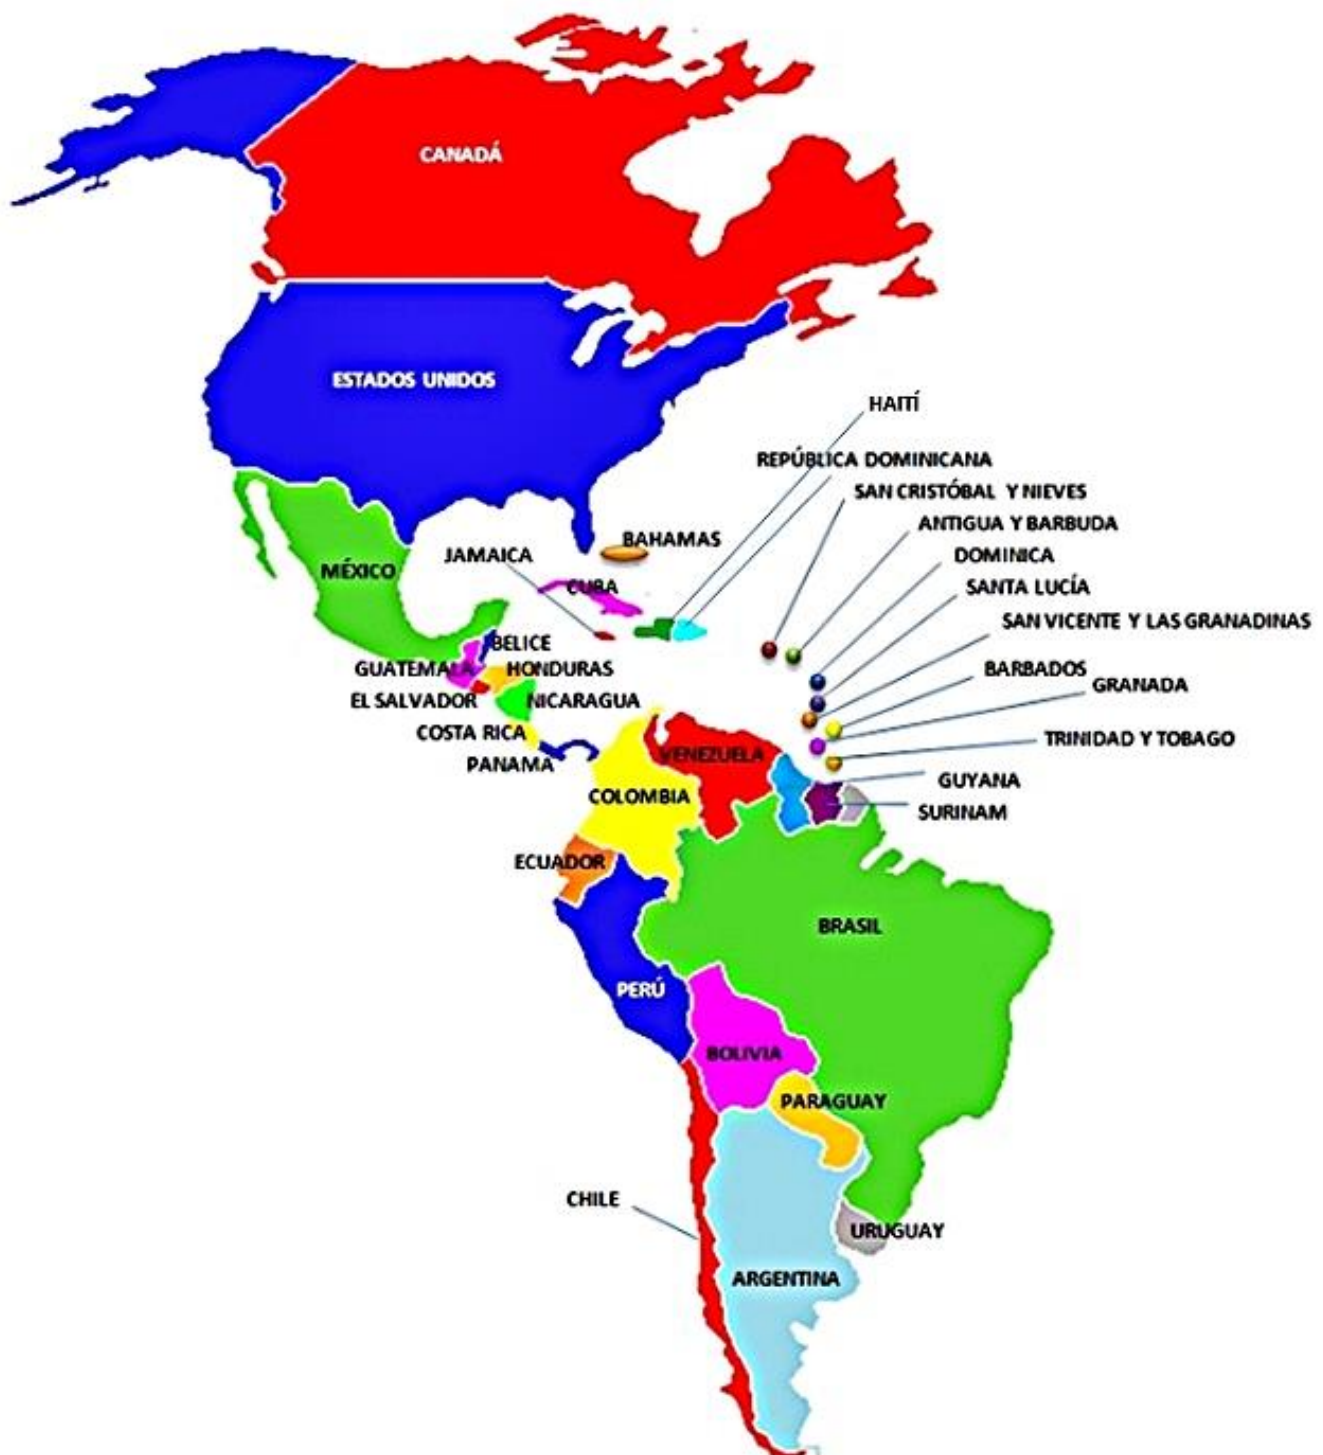 CANADÁ
ESTADOS UNIDOS
HAITÍ
REPÚBLICA DOMINICANA
SAN CRISTÓBAL Y NIEVES
ANTIGUA Y BARBUDA
BAHAMAS
JAMAICA
DOMINICA
MÉXICO
CUBA
SANTA LUCÍA
SAN VICENTE Y LAS GRANADINAS
BELICE
GUATEMALA
HONDURAS
BARBADOS
GRANADA
EL SALVADOR
NICARAGUA
COSTA RICA
TRINIDAD Y TOBAGO
VENEZUELA
PANAMA
GUYANA
COLOMBIA
SURINAM
ECUADOR
BRASIL
PERÚ
BOLIVIA
PARAGUAY
CHILE
URUGUAY
ARGENTINA